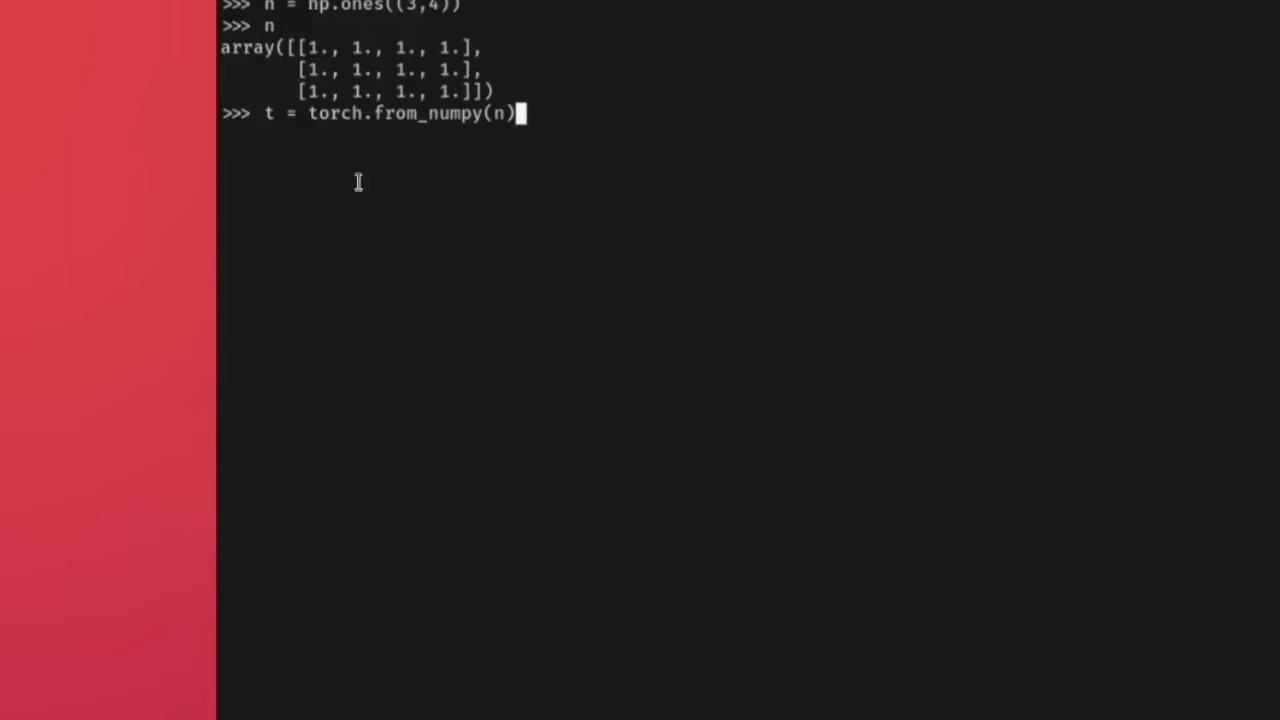 >>> n = np.ones((3,4))
>>> n
array([[1., 1., 1., 1.],
       [1., 1., 1., 1.],
       [1., 1., 1., 1.]])
>>> t = torch.from_numpy(n)